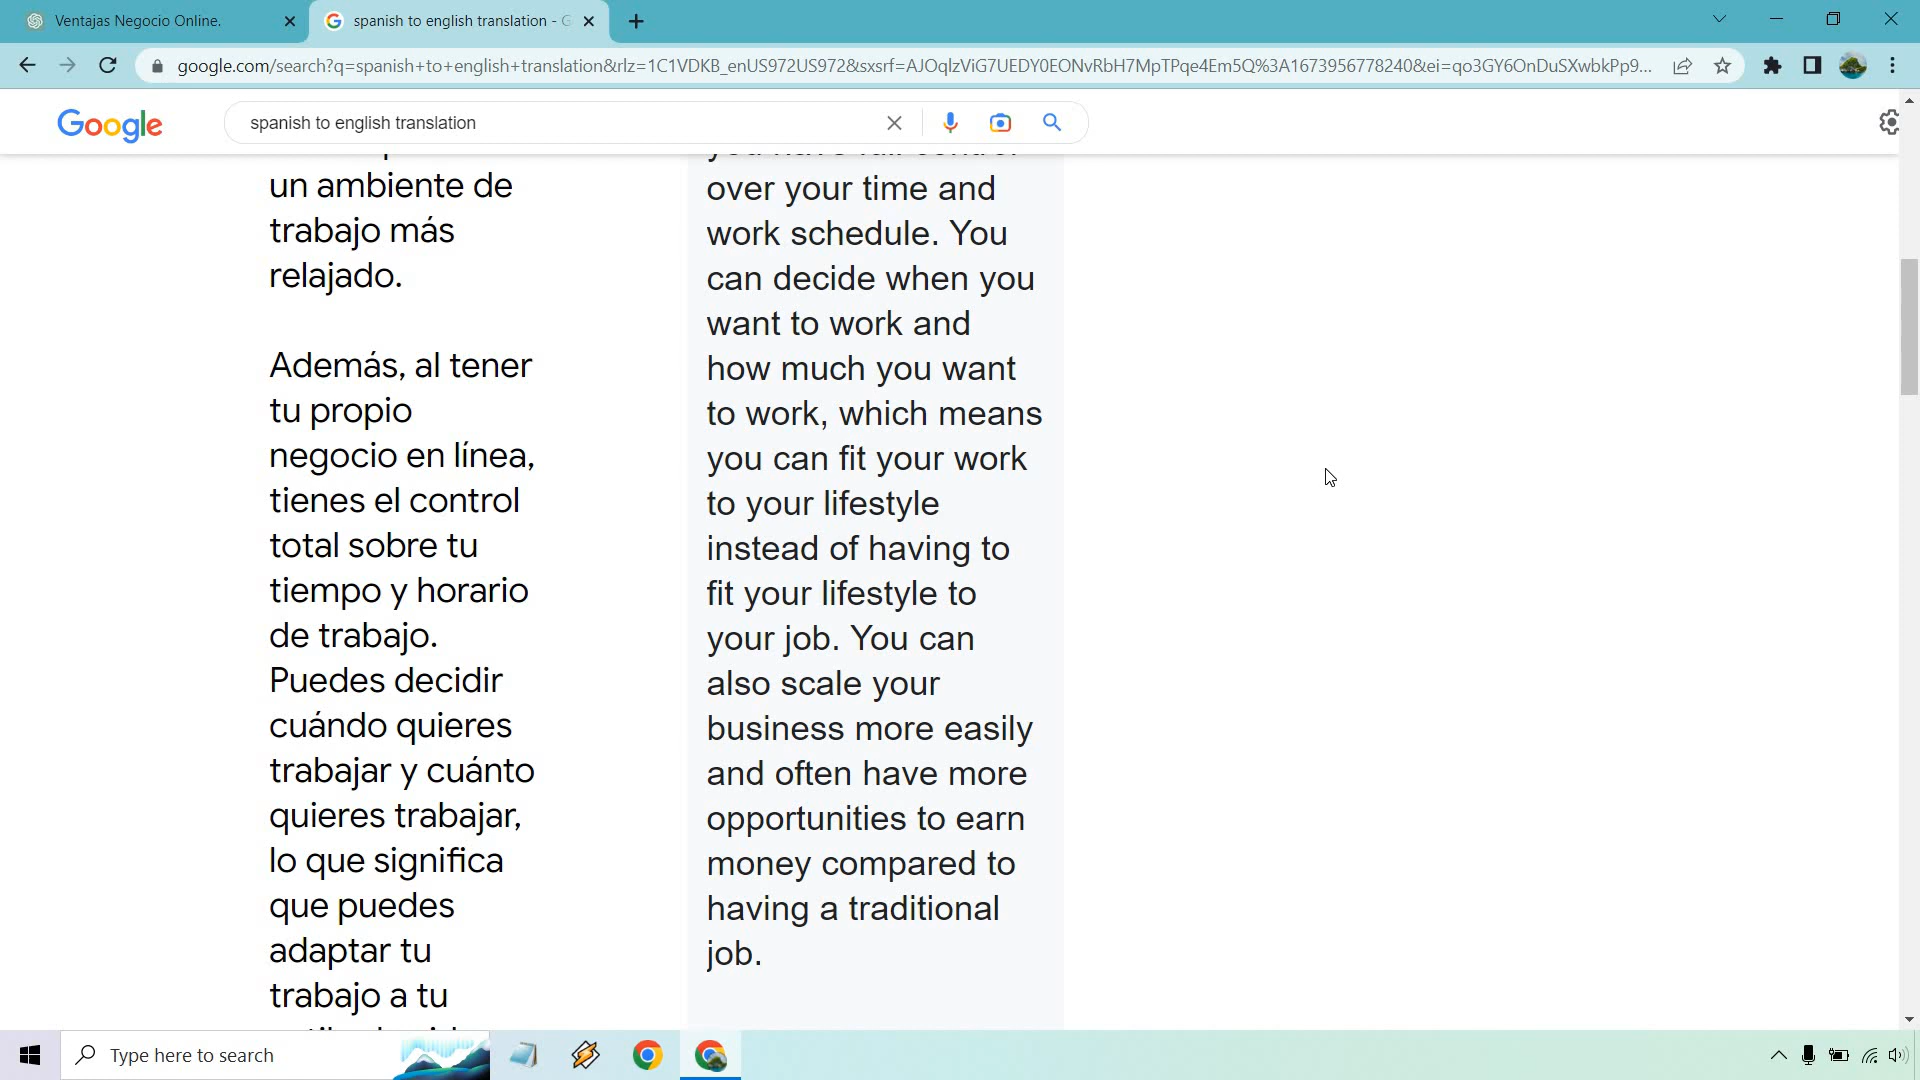 Ventajas Negocio Online.
spanish to english translation - G
google.com/search?q=spanish+to+english+translation&rlz=1C1VDKB_enUS972US972&sxsrf=AJOqlzViG7UEDY0EONvRbH7MpTPqe4Em5Q%3A1673956778240&ei=qo3GY6OnDuSXwbkPp9...
Google
spanish to english translation
un ambiente de
trabajo más
relajado.
Además, al tener
tu propio
negocio en línea,
tienes el control
total sobre tu
tiempo y horario
de trabajo.
Puedes decidir
cuándo quieres
trabajar y cuánto
quieres trabajar,
lo que significa
que puedes
adaptar tu
trabajo a tu
you have full control
over your time and
work schedule. You
can decide when you
want to work and
how much you want
to work, which means
you can fit your work
to your lifestyle
instead of having to
fit your lifestyle to
your job. You can
also scale your
business more easily
and often have more
opportunities to earn
money compared to
having a traditional
job.
Type here to search